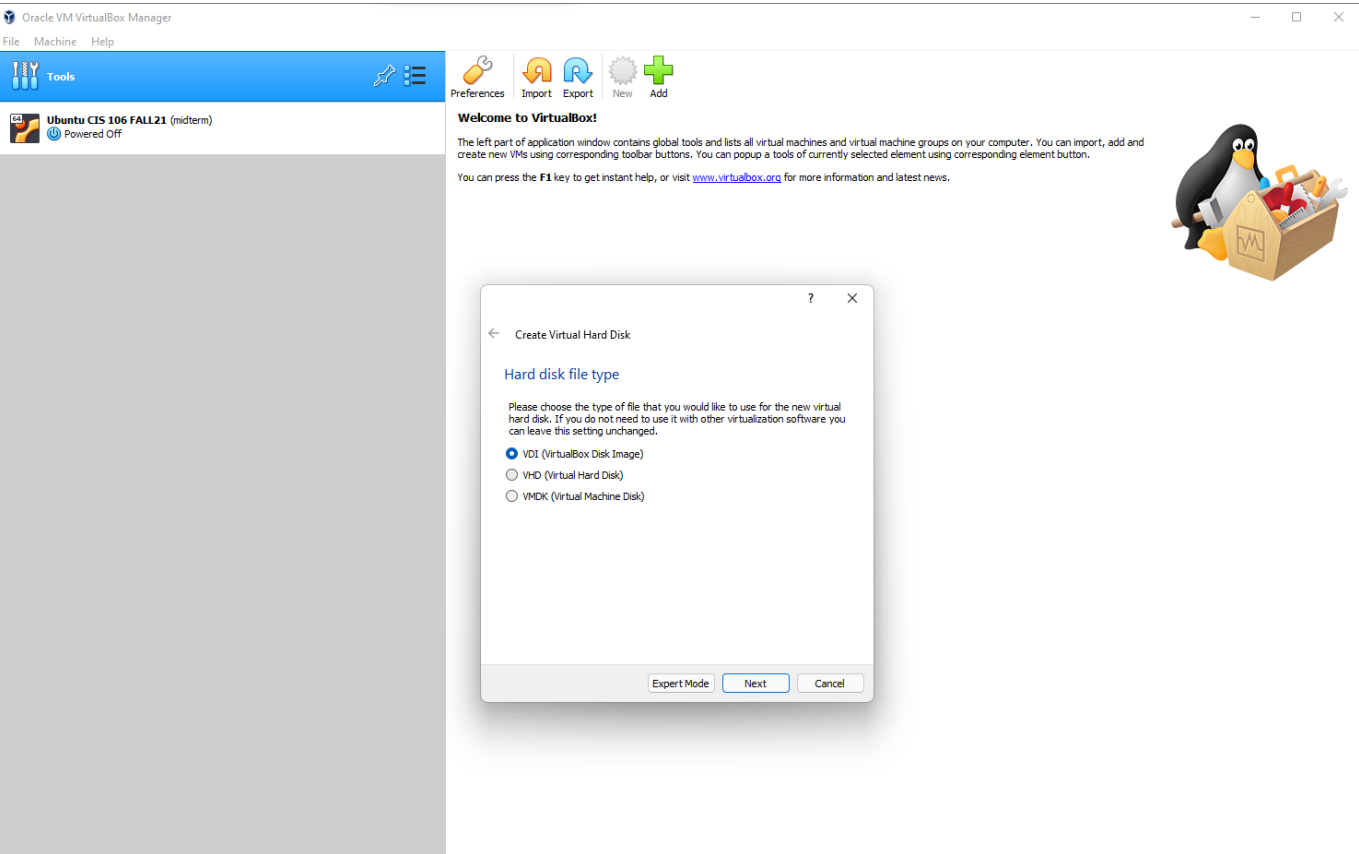 Oracle VM VirtualBox Manager
File Machine Help
Tools
Preferences Import Export New Add
64
Ubuntu CIS 106 FALL21 (midterm)
Powered Off
Welcome to VirtualBox!
The left part of application window contains global tools and lists all virtual machines and virtual machine groups on your computer. You can import, add and
create new VMs using corresponding toolbar buttons. You can popup a tools of currently selected element using corresponding element button.
You can press the F1 key to get instant help, or visit www.virtualbox.org for more information and latest news.
?
Create Virtual Hard Disk
Hard disk file type
Please choose the type of file that you would like to use for the new virtual
hard disk. If you do not need to use it with other virtualization software you
can leave this setting unchanged.
VDI (VirtualBox Disk Image)
VHD (Virtual Hard Disk)
VMDK (Virtual Machine Disk)
Expert Mode Next Cancel